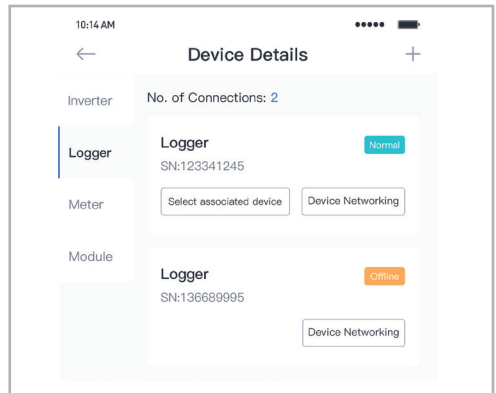 10:14 AM
Device Details
Inverter
Logger
Meter
Module
No. of Connections: 2
Logger
Normal
SN:123341245
Select associated device
Device Networking
Logger
Offline
SN:136689995
Device Networking